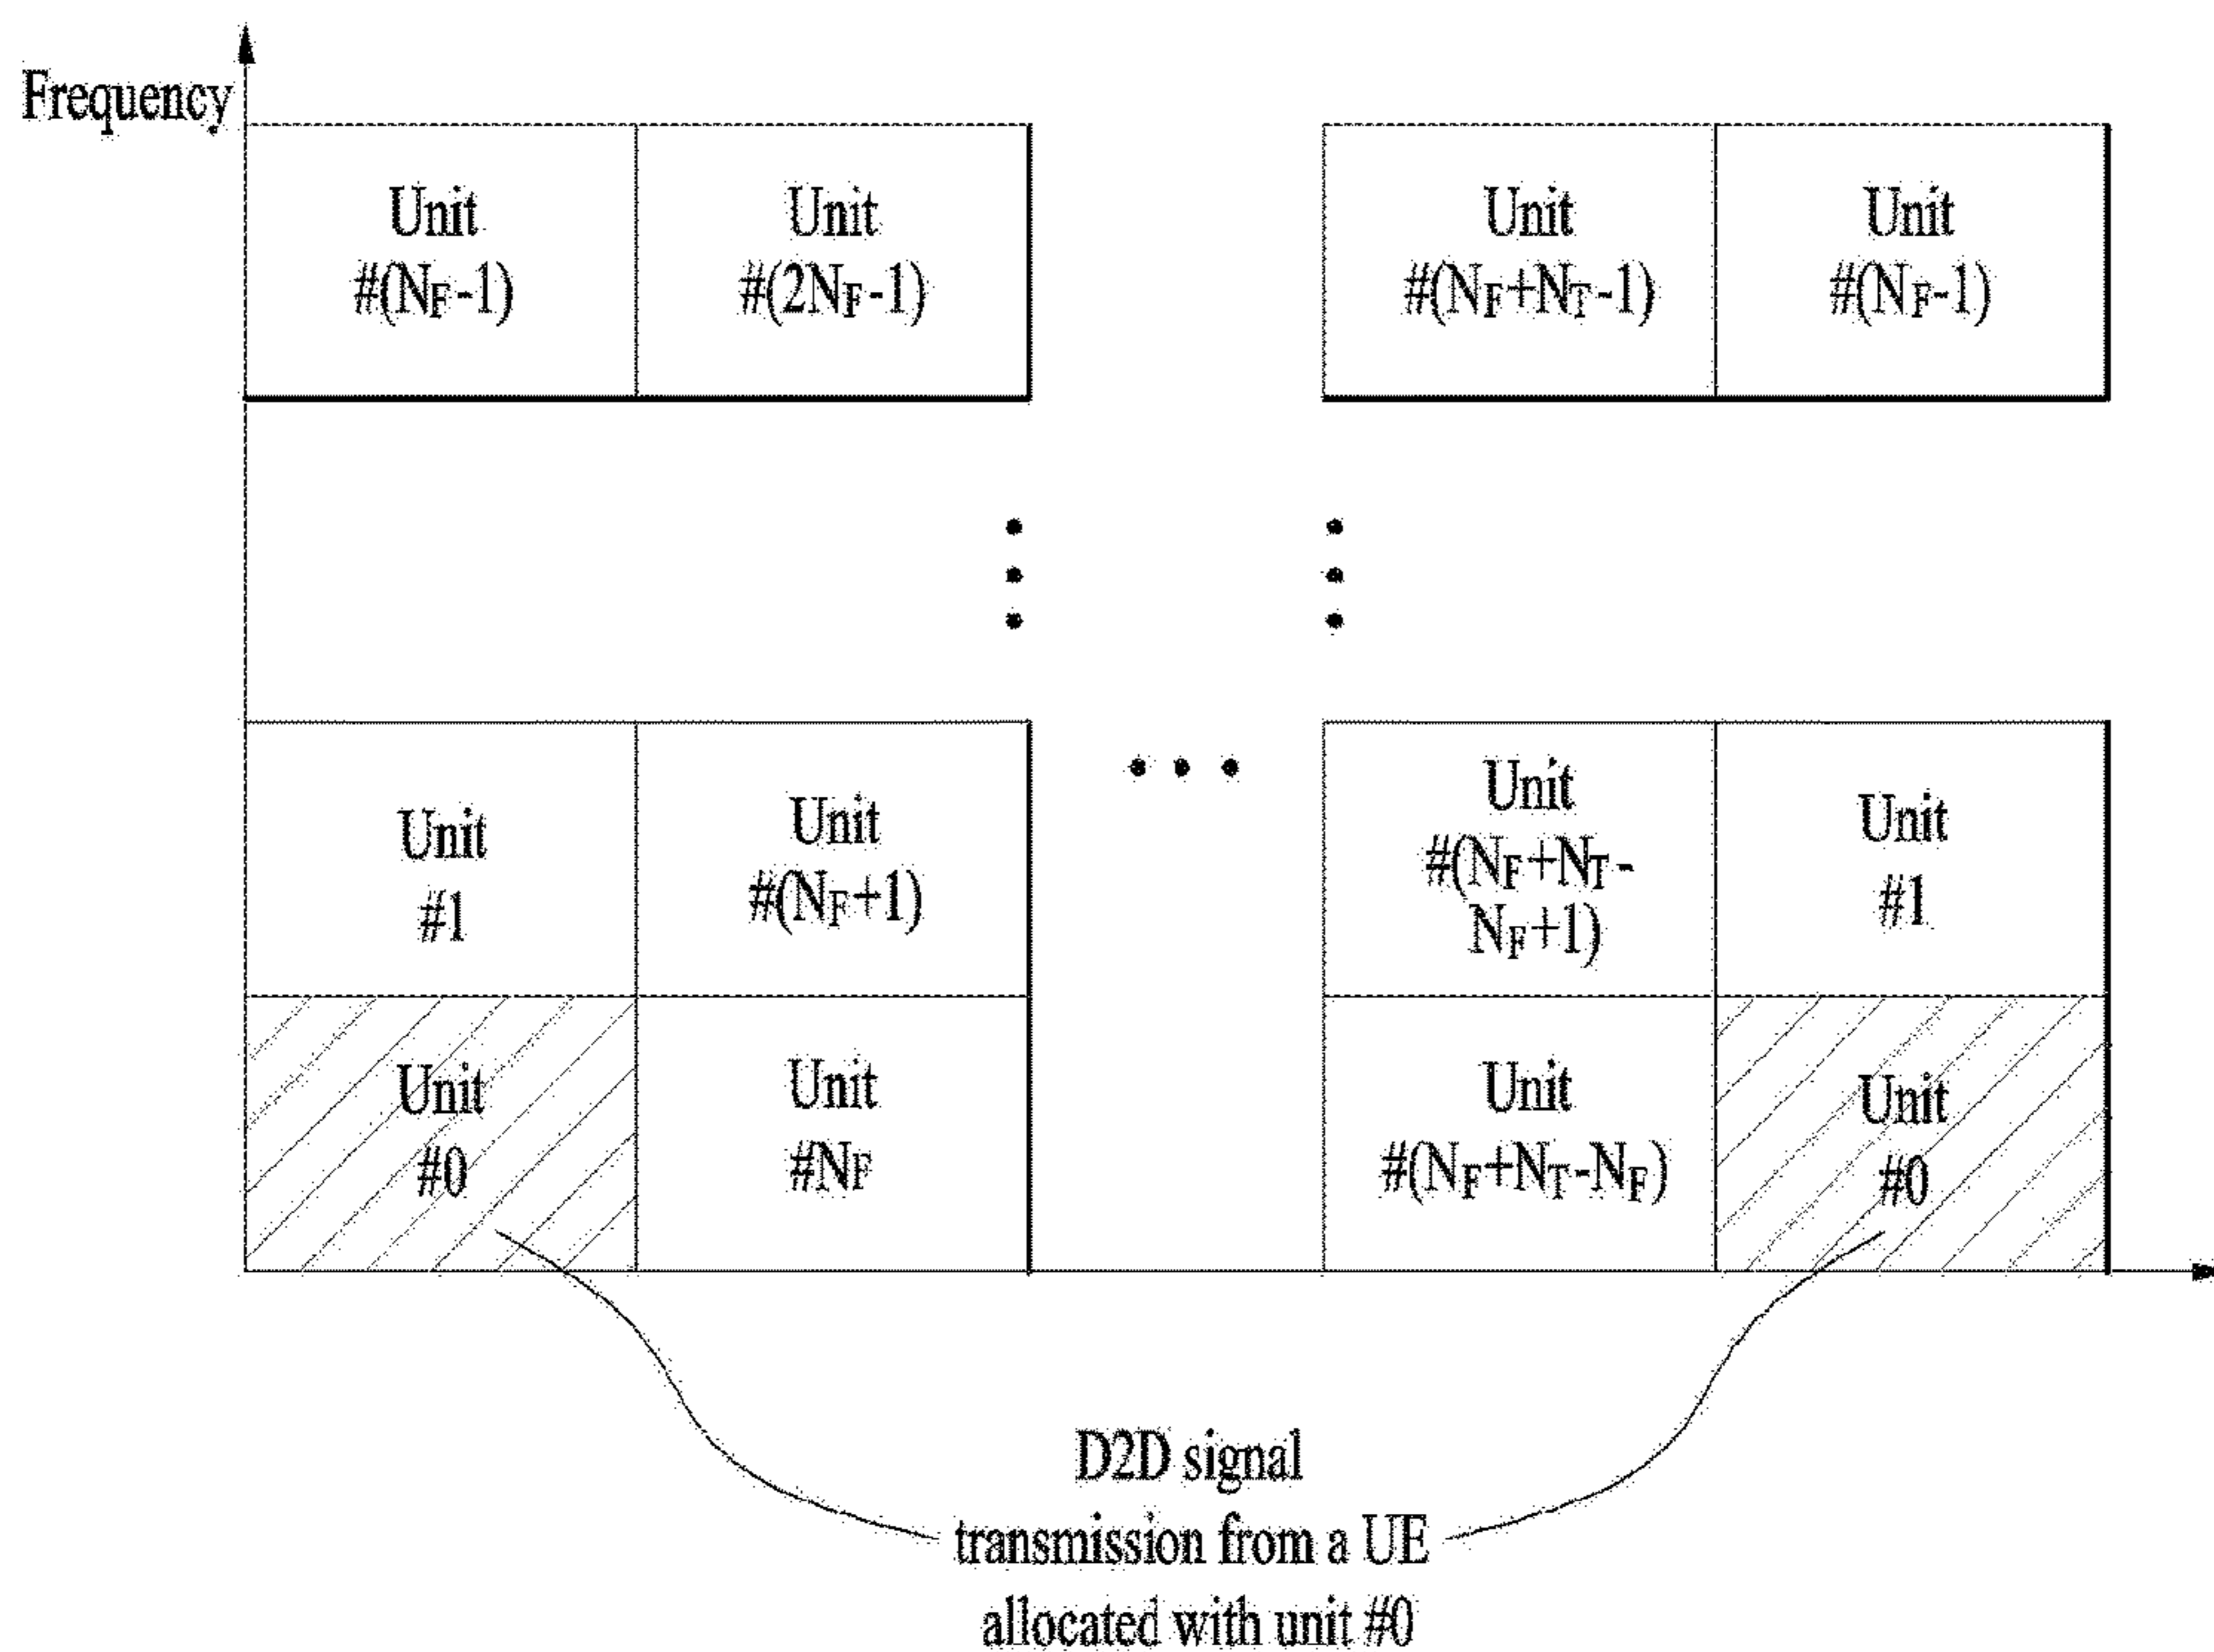 Frequency
Unit
#(NF-1)
Unit
#(2NF-1)
Unit
#(NF+NT-1)
Unit
#(NF-1)
Unit
#1
Unit
#(NF+1)
Unit
#(NF+NT-
NF+1)
Unit
#1
Unit
#0
Unit
#NF
Unit
#(NF+NT-NF)
Unit
#0
D2D signal
transmission from a UE
allocated with unit #0